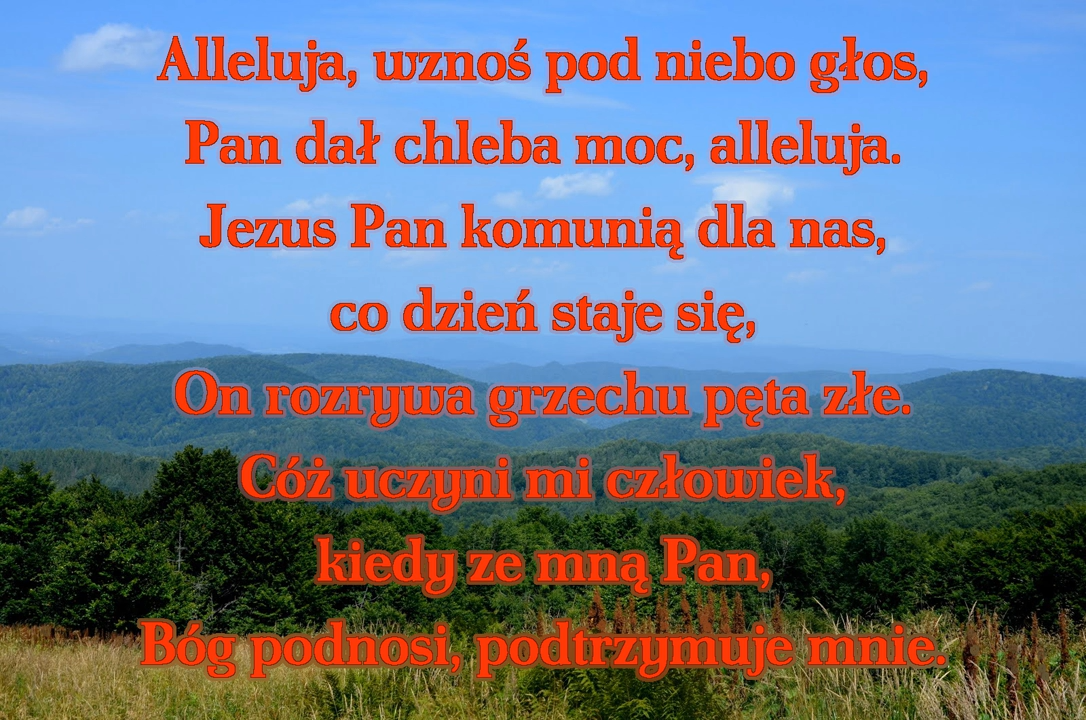 Alleluja, wznoś pod niebo głos,
Pan dał chleba moc, alleluja.
Jezus Pan komunią dla nas,
co dzień staje się,
On rozrywa grzechu pęta złe.
Cóż uczyni mi człowiek,
kiedy ze mną Pan,
Bóg podnosi, podtrzymuje mnie.